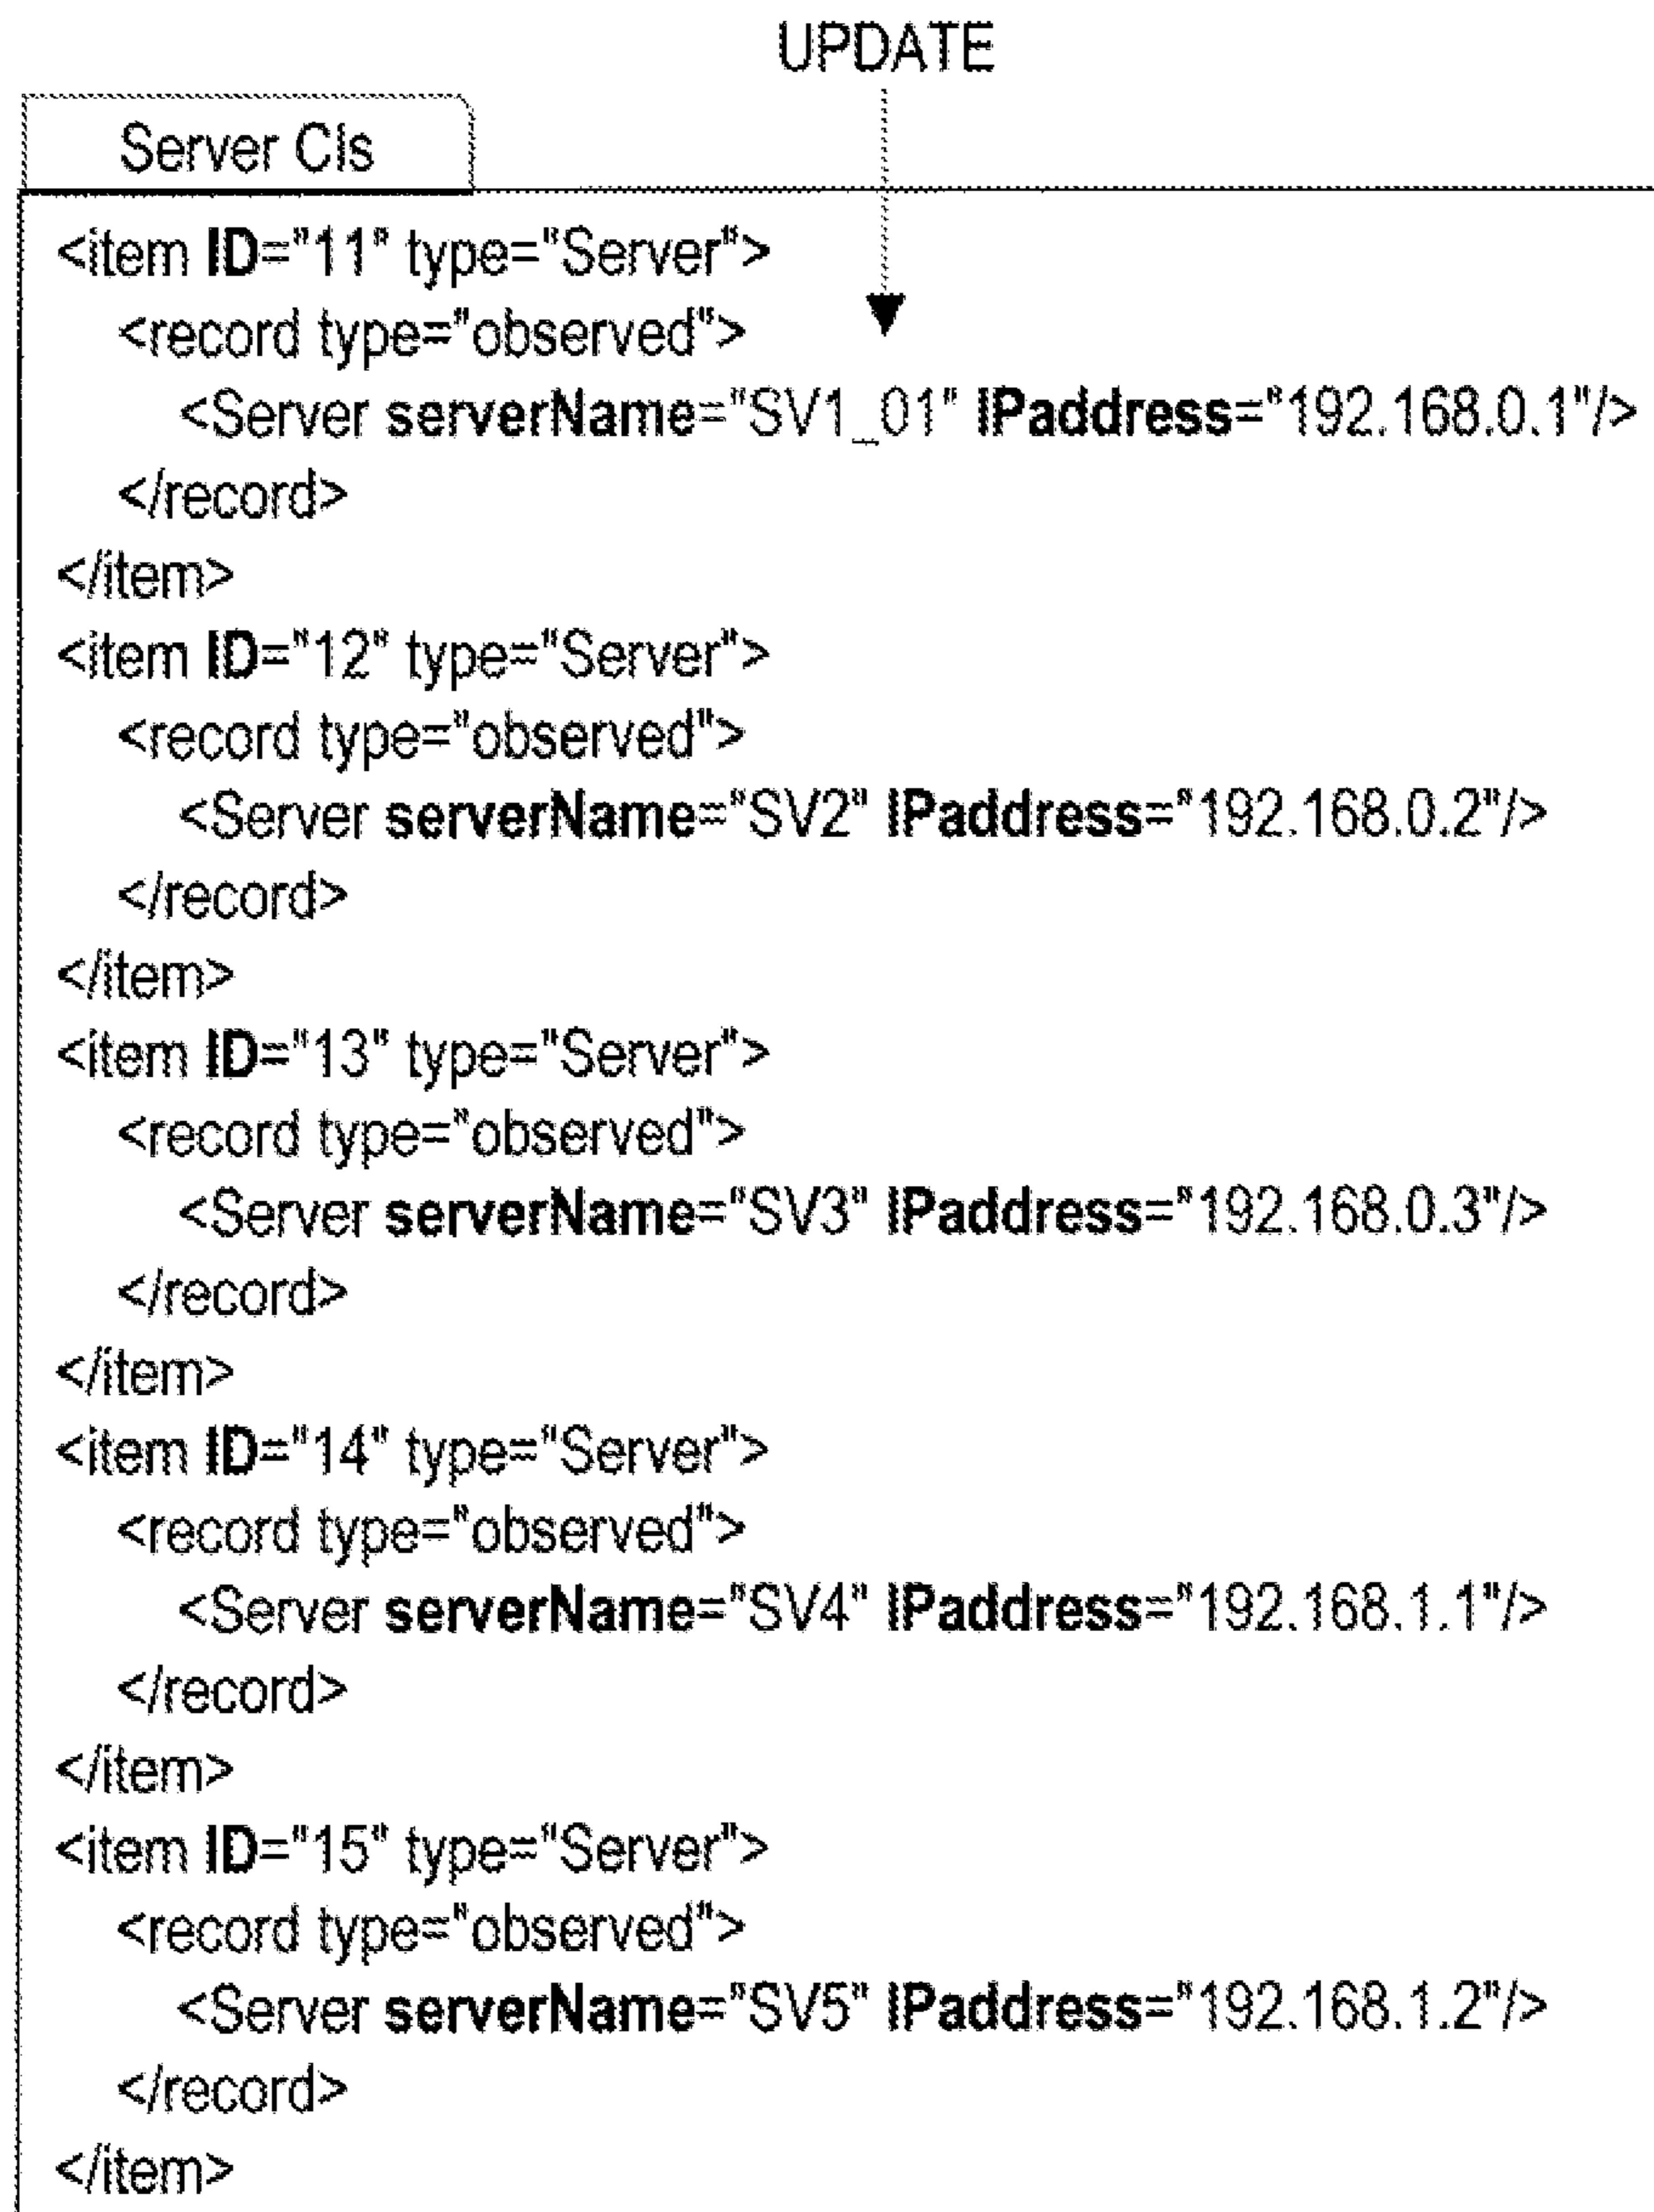 UPDATE
Server CIs
<item ID="11" type="Server">
<record type="observed">
<Server serverName="SV1_01" IPaddress="192.168.0.1"/>
</record>
</item>
<item ID="12" type="Server">
<record type="observed">
<Server serverName="SV2" IPaddress="192.168.0.2"/>
</record>
</item>
<item ID="13" type="Server">
<record type="observed">
<Server serverName="SV3" IPaddress="192.168.0.3"/>
</record>
</item>
<item ID="14" type="Server">
<record type="observed">
<Server serverName="SV4" IPaddress="192.168.1.1"/>
</record>
</item>
<item ID="15" type="Server">
<record type="observed">
<Server serverName="SV5" IPaddress="192.168.1.2"/>
</record>
</item>